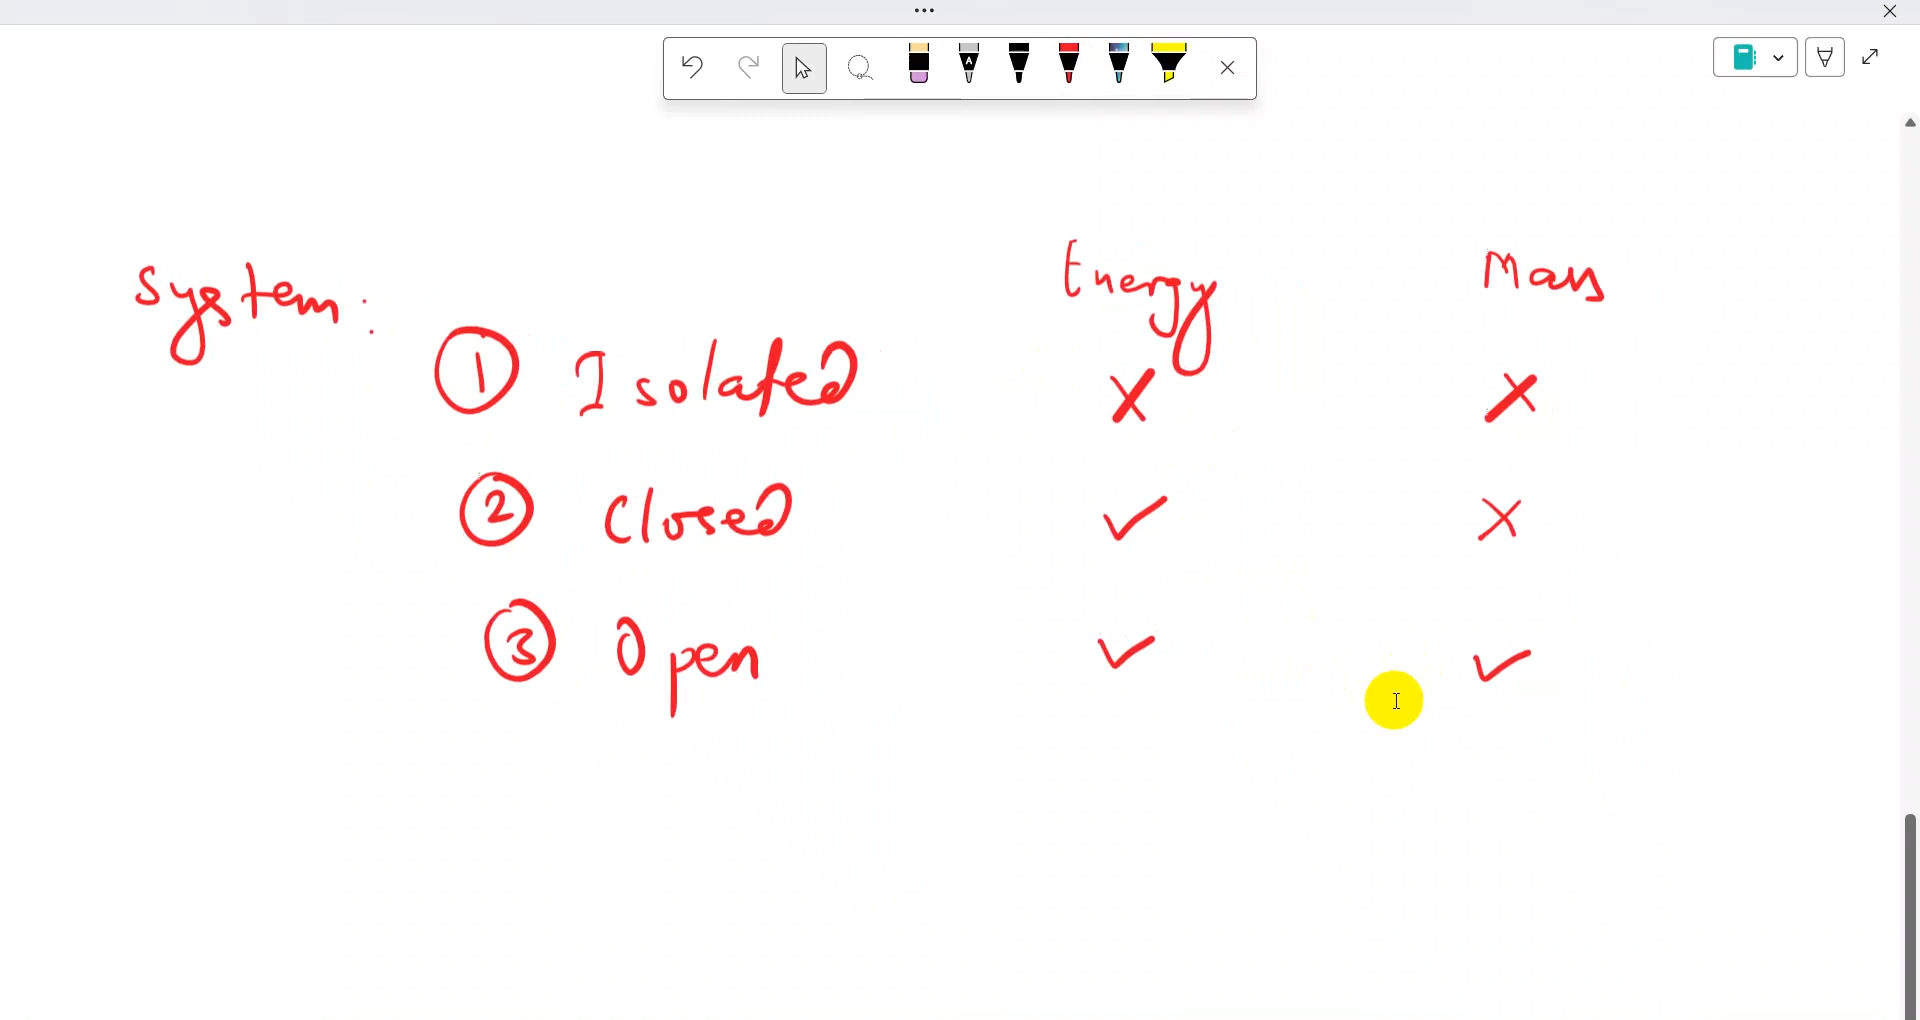 A
System: Energy Mass
① Isolated X X
② Closed ✓ X
③ Open ✓ ✓